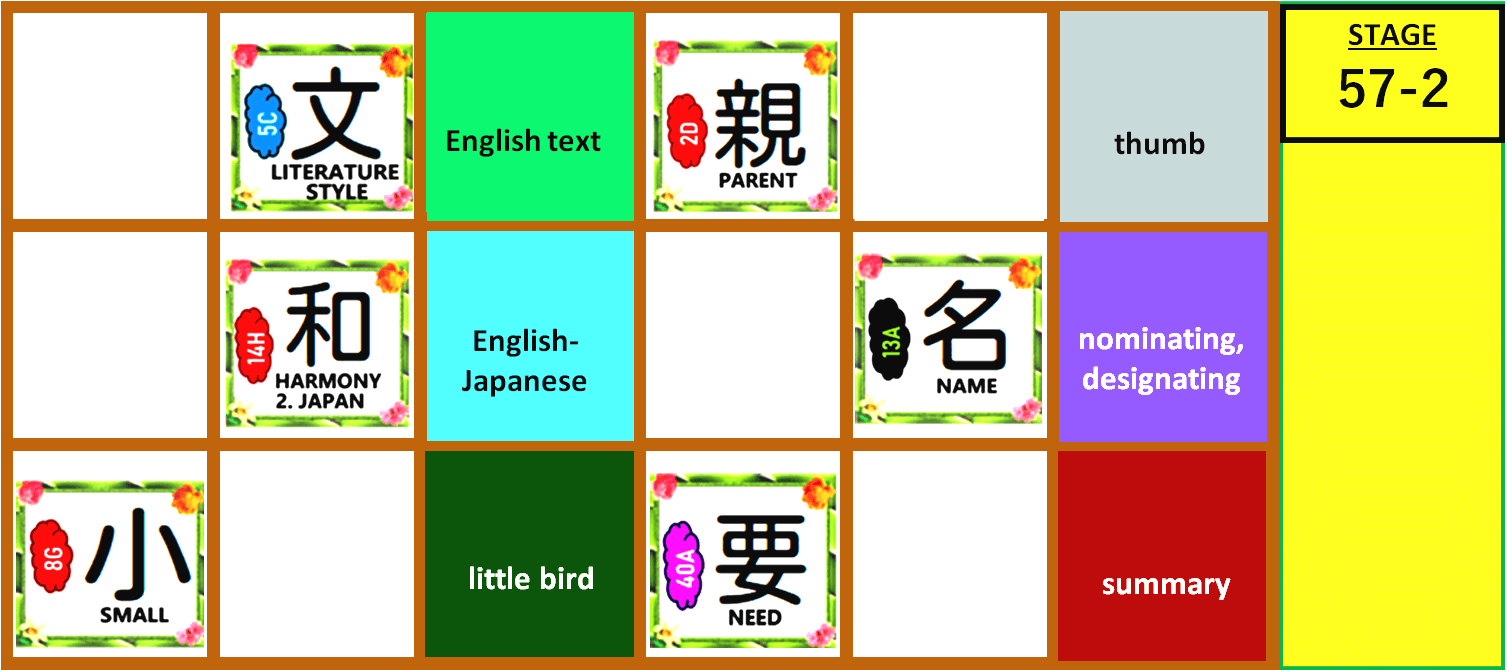 5C
文
LITERATURE
STYLE
English text
2D
親
PARENT
thumb
STAGE
57-2
14H
和
HARMONY
2. JAPAN
English-
Japanese
13A
名
NAME
nominating,
designating
8G
小
SMALL
little bird
40A
要
NEED
summary